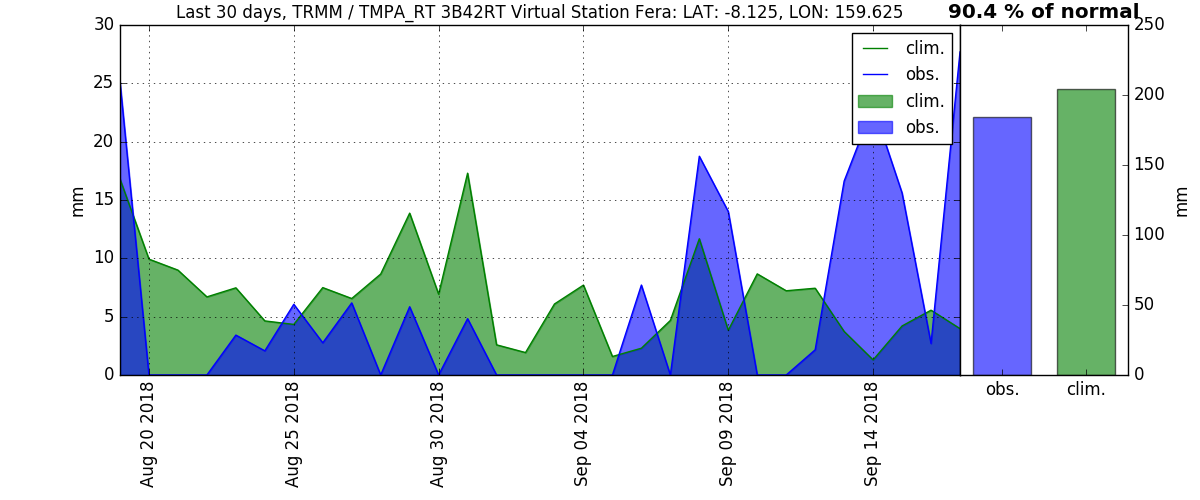 Last 30 days, TRMM / TMPA_RT 3B42RT Virtual Station Fera: LAT: -8.125, LON: 159.625
90.4 % of normal
30
25
20
15
10
5
0
mm
clim.
obs.
clim.
obs.
Aug 20 2018
Aug 25 2018
Aug 30 2018
Sep 04 2018
Sep 09 2018
Sep 14 2018
250
200
150
100
50
0
mm
obs.
clim.